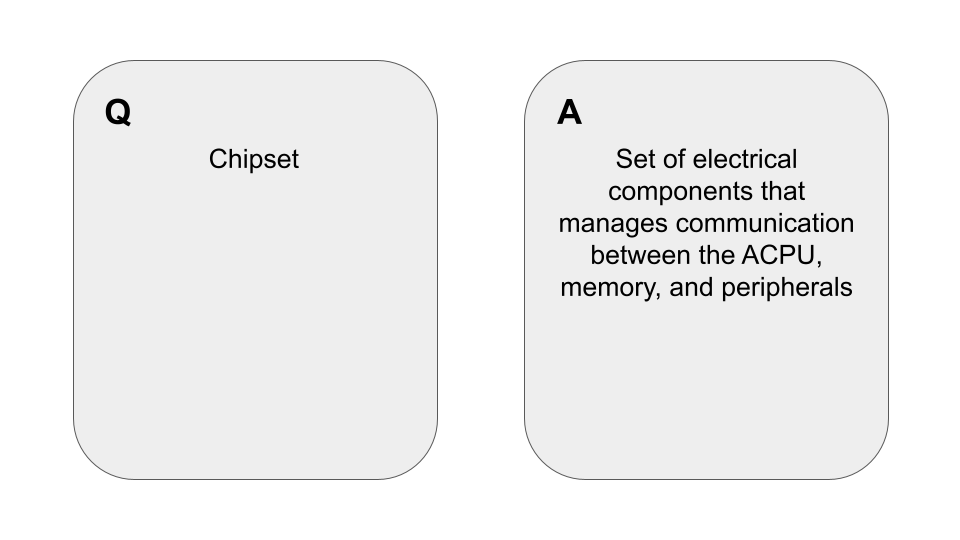 Q
Chipset
A
Set of electrical
components that
manages communication
between the ACPU,
memory, and peripherals